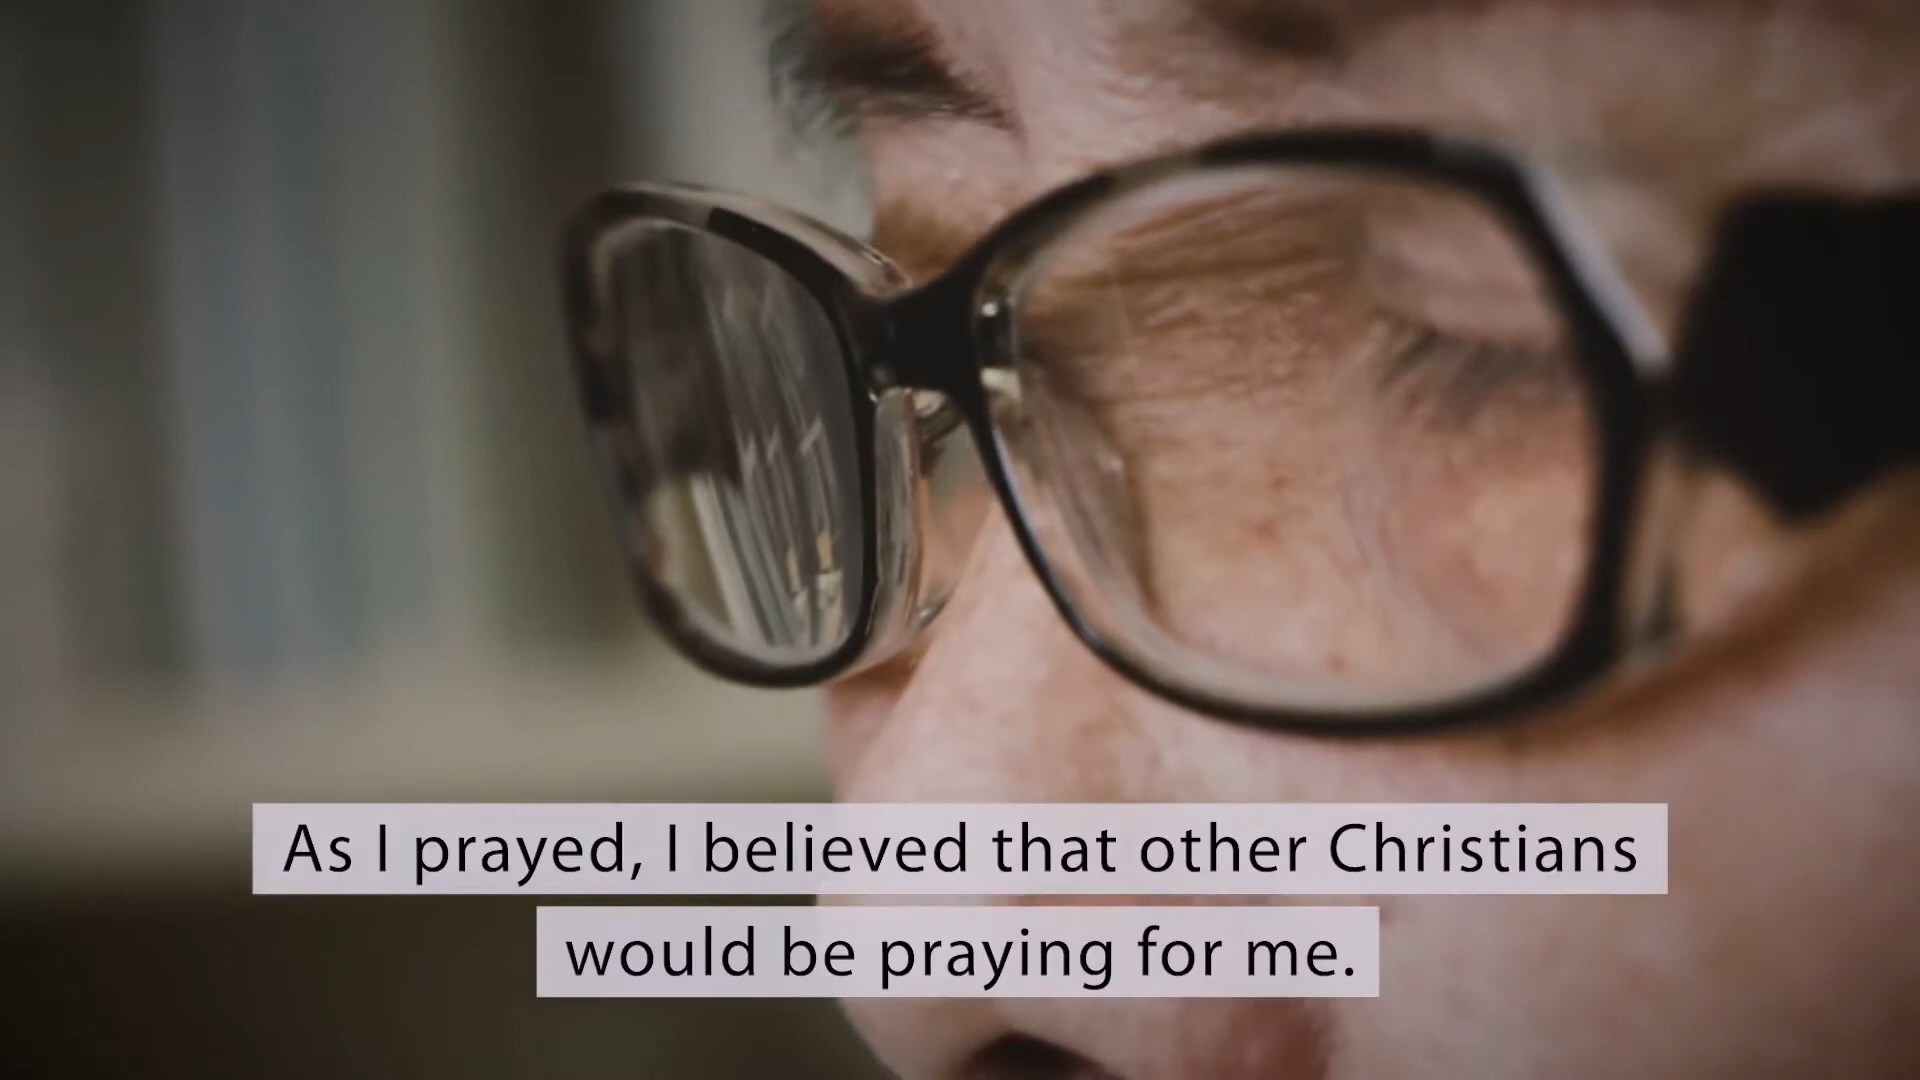 As I prayed, I believed that other Christians
would be praying for me.